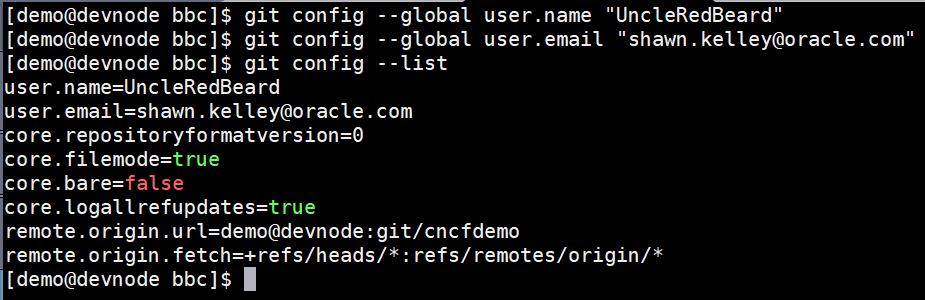 [demo@devnode bbc]$ git config --global user.name "UncleRedBeard"
[demo@devnode bbc]$ git config --global user.email "shawn.kelley@oracle.com"
[demo@devnode bbc]$ git config --list
user.name=UncleRedBeard
user.email=shawn.kelley@oracle.com
core.repositoryformatversion=0
core.filemode=true
core.bare=false
core.logallrefupdates=true
remote.origin.url=demo@devnode:git/cncfdemo
remote.origin.fetch=+refs/heads/*:refs/remotes/origin/*
[demo@devnode bbc]$